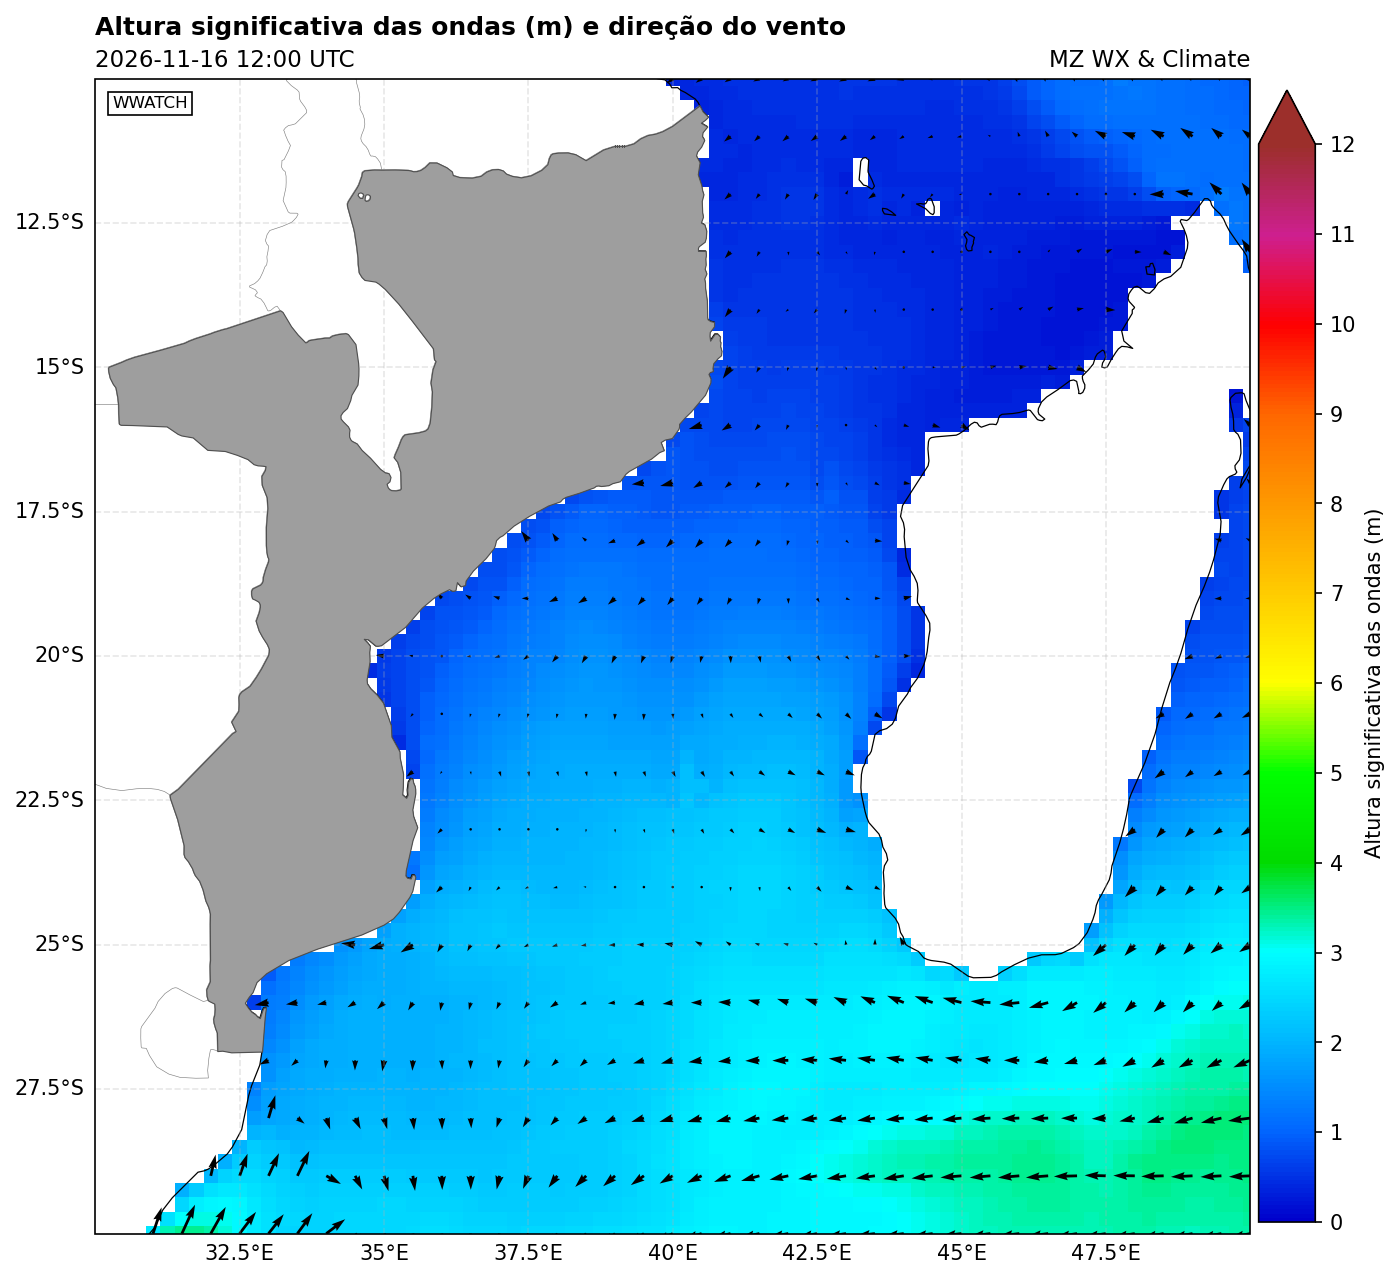 Altura significativa das ondas (m) e direção do vento
2026-11-16 12:00 UTC
MZ WX & Climate
WWATCH
12.5°S
15°S
17.5°S
20°S
22.5°S
25°S
27.5°S
32.5°E
35°E
37.5°E
40°E
42.5°E
45°E
47.5°E
12
11
10
9
8
7
6
5
4
3
2
1
0
Altura significativa das ondas (m)